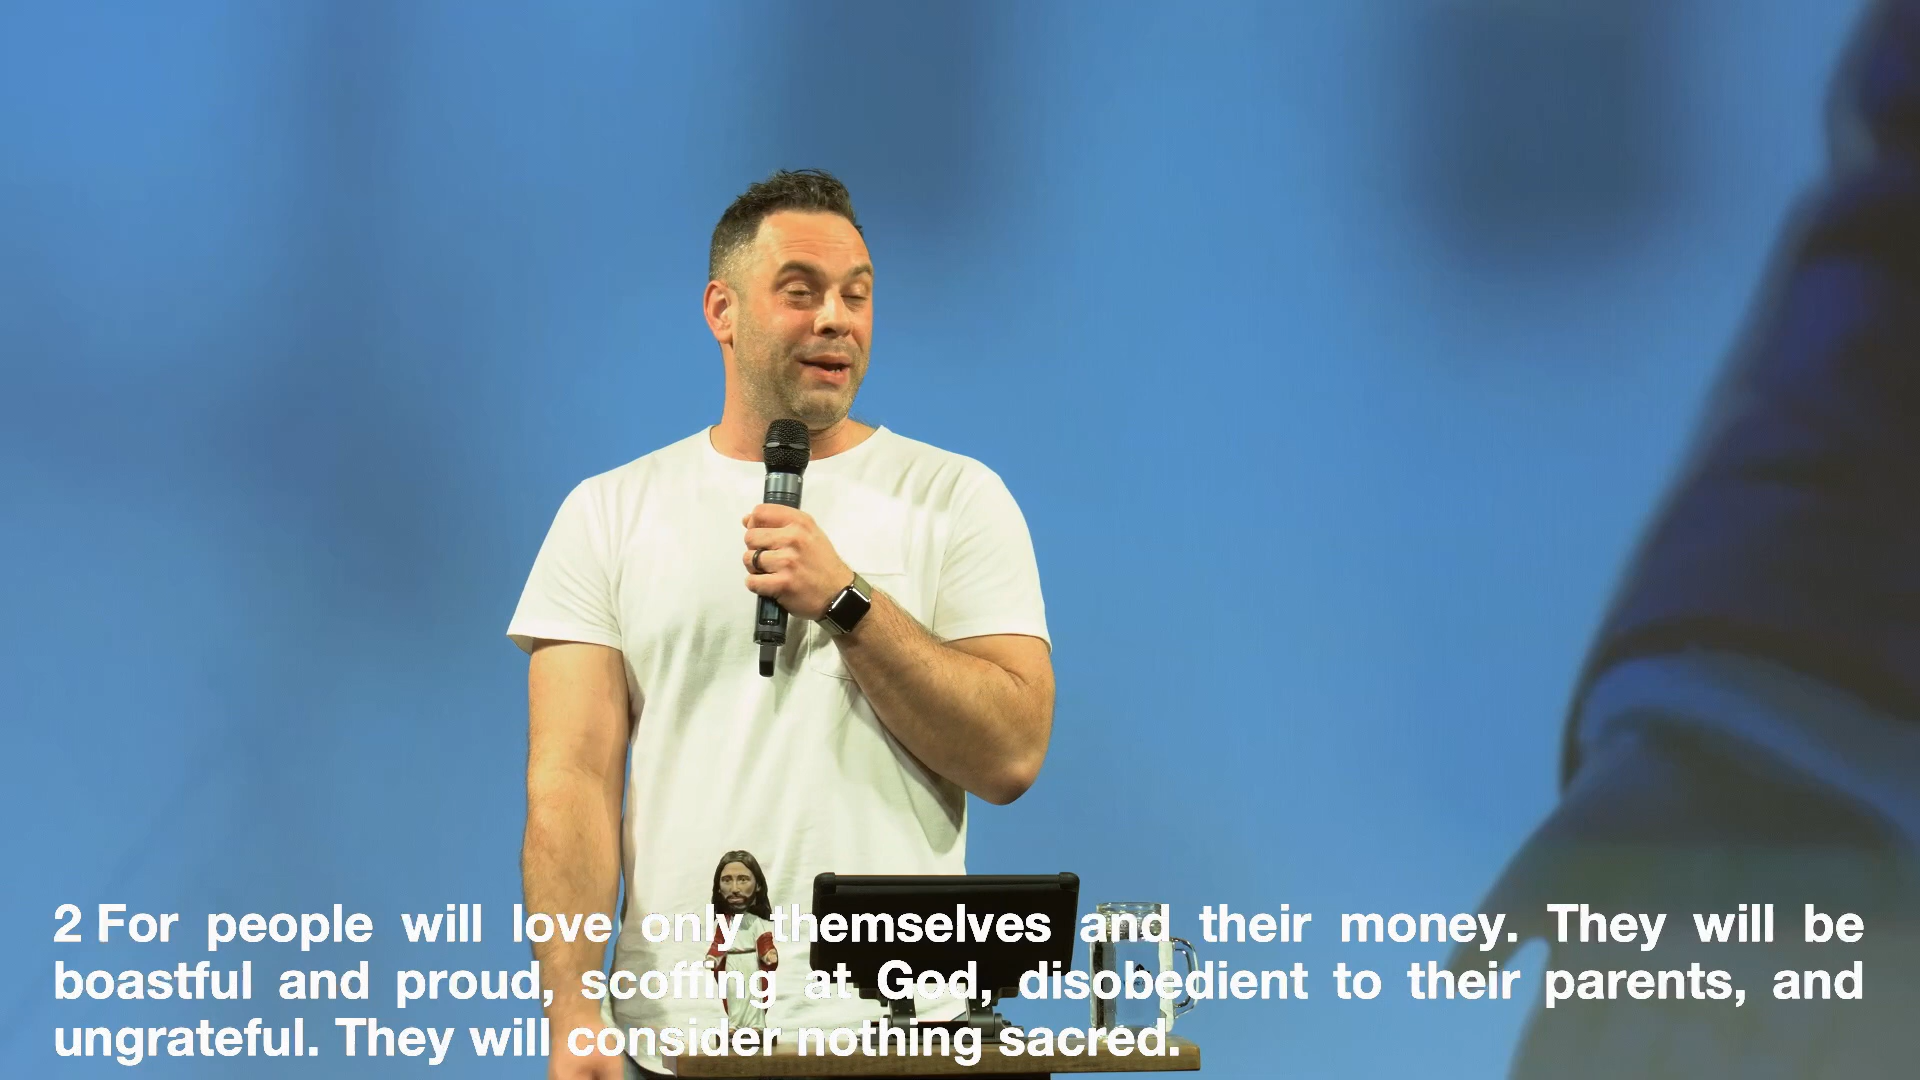 2 For people will love only themselves and their money. They will be
boastful and proud, scoffing at God, disobedient to their parents, and
ungrateful. They will consider nothing sacred.